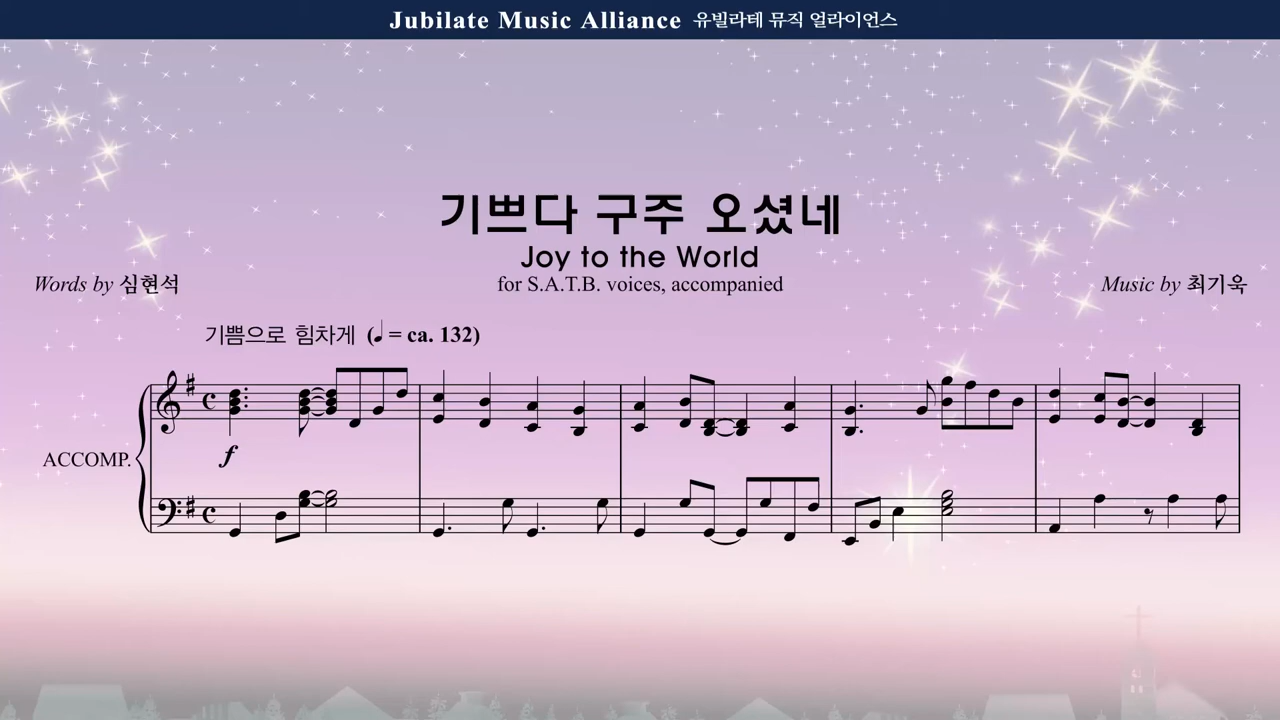 Jubilate Music Alliance 유빌라테 뮤직 얼라이언스
기쁘다 구주 오셨네
Joy to the World
for S.A.T.B. voices, accompanied
Words by 심현석
Music by 최기욱
기쁨으로 힘차게 (♩ = ca. 132)
f
ACCOMP.